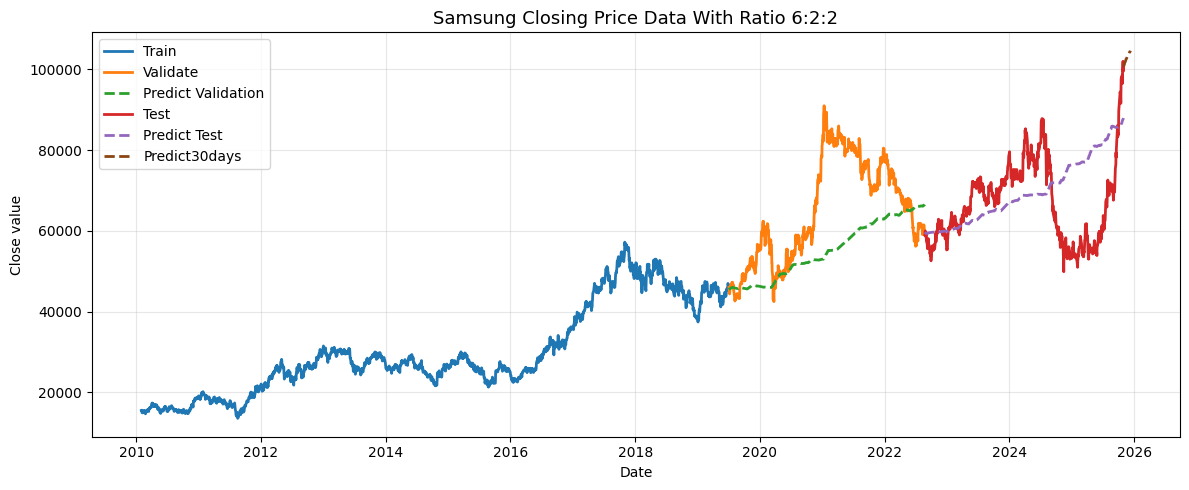 Samsung Closing Price Data With Ratio 6:2:2
Train
Validate
Predict Validation
Test
Predict Test
Predict30days
Close value
100000
80000
60000
40000
20000
2010 2012 2014 2016 2018 2020 2022 2024 2026
Date